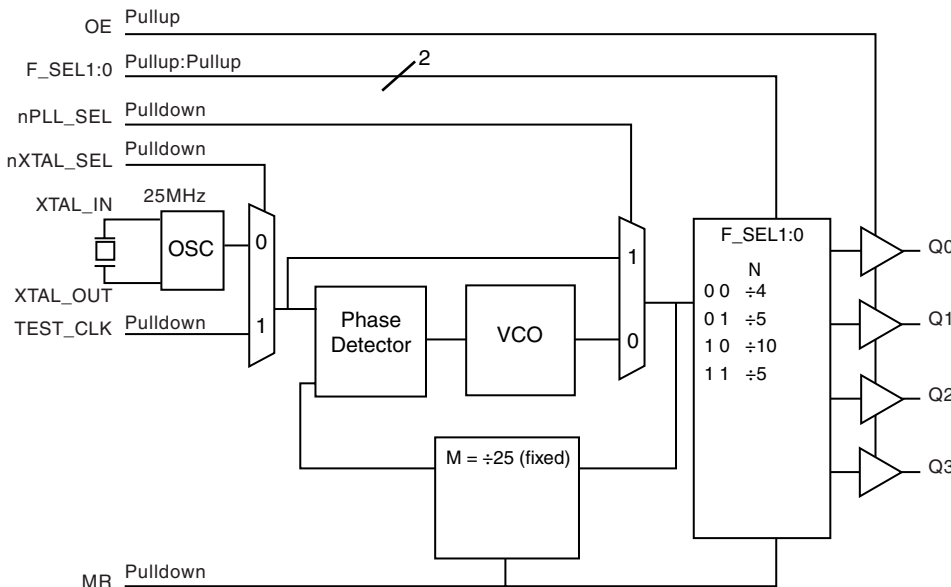 OE Pullup
F_SEL1:0 Pullup:Pullup 2
nPLL_SEL Pulldown
nXTAL_SEL Pulldown
XTAL_IN 25MHz
OSC
XTAL_OUT
TEST_CLK Pulldown
0
1
Phase
Detector
VCO
1
0
M = ÷25 (fixed)
F_SEL1:0
N
0 0 ÷4
0 1 ÷5
1 0 ÷10
1 1 ÷5
Q0
Q1
Q2
Q3
MR Pulldown